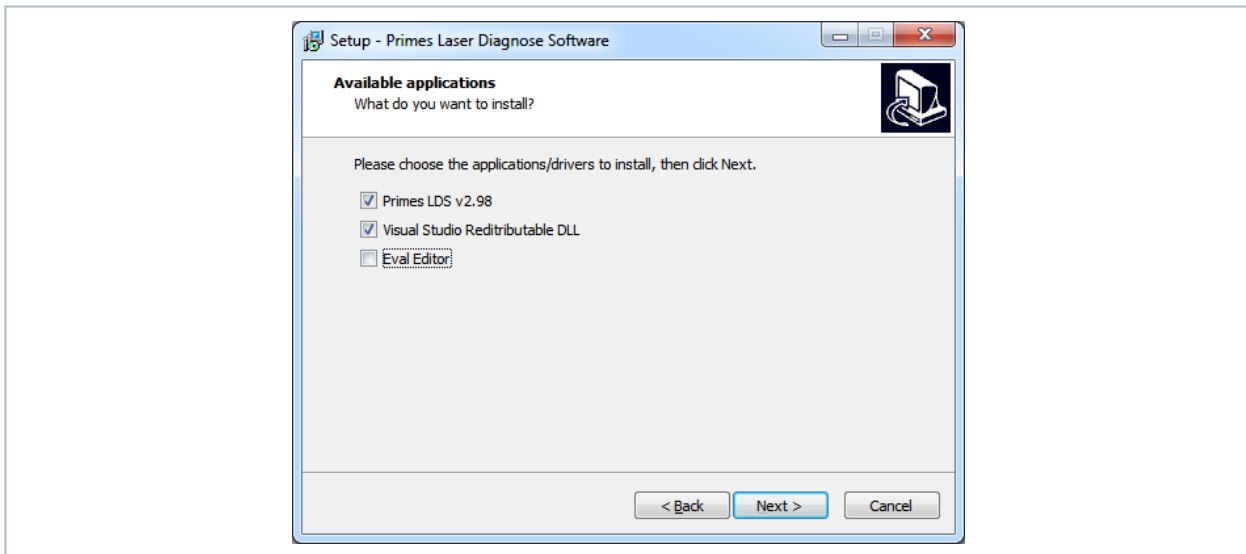 Setup - Primes Laser Diagnose Software
Available applications
What do you want to install?
Please choose the applications/drivers to install, then click Next.
Primes LDS v2.98
Visual Studio Reditributable DLL
Eval Editor
< Back Next > Cancel